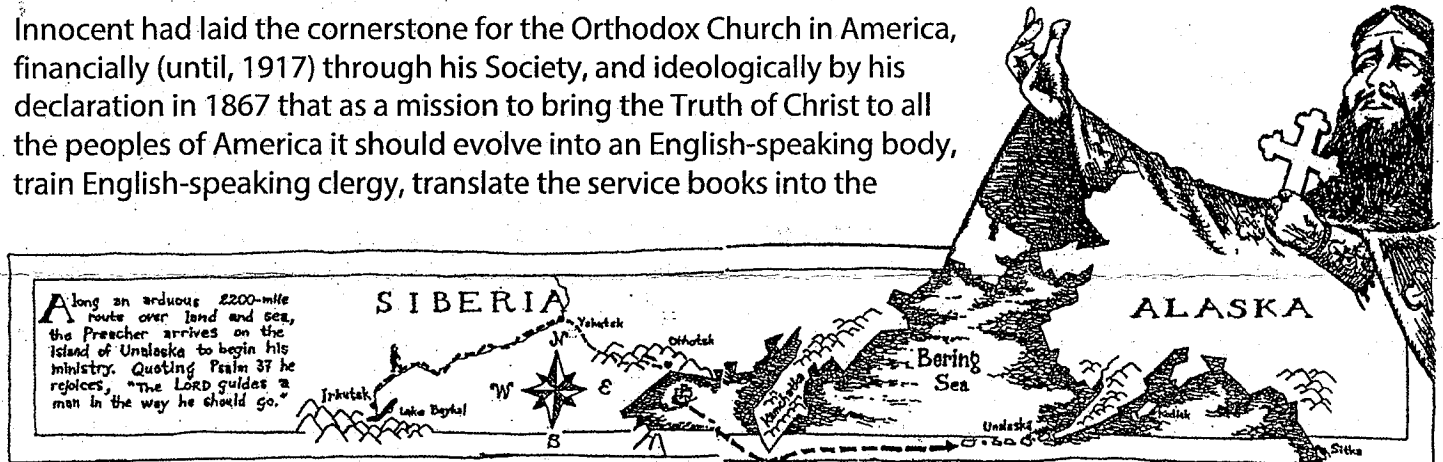 Innocent had laid the cornerstone for the Orthodox Church in America,
financially (until, 1917) through his Society, and ideologically by his
declaration in 1867 that as a mission to bring the Truth of Christ to all
the peoples of America it should evolve into an English-speaking body,
train English-speaking clergy, translate the service books into the
Along an arduous 2200-mile
route over land and sea,
the Preacher arrives on the
island of Unalaska to begin his
ministry. Quoting Psalm 37 he
rejoices, "The LORD guides a
man in the way he should go."
SIBERIA
ALASKA
Yakutsk
Okhotsk
Irkutsk
Lake Baykal
N
W
E
S
Kamchatka
Bering
Sea
Unalaska
Kodiak
Sitka